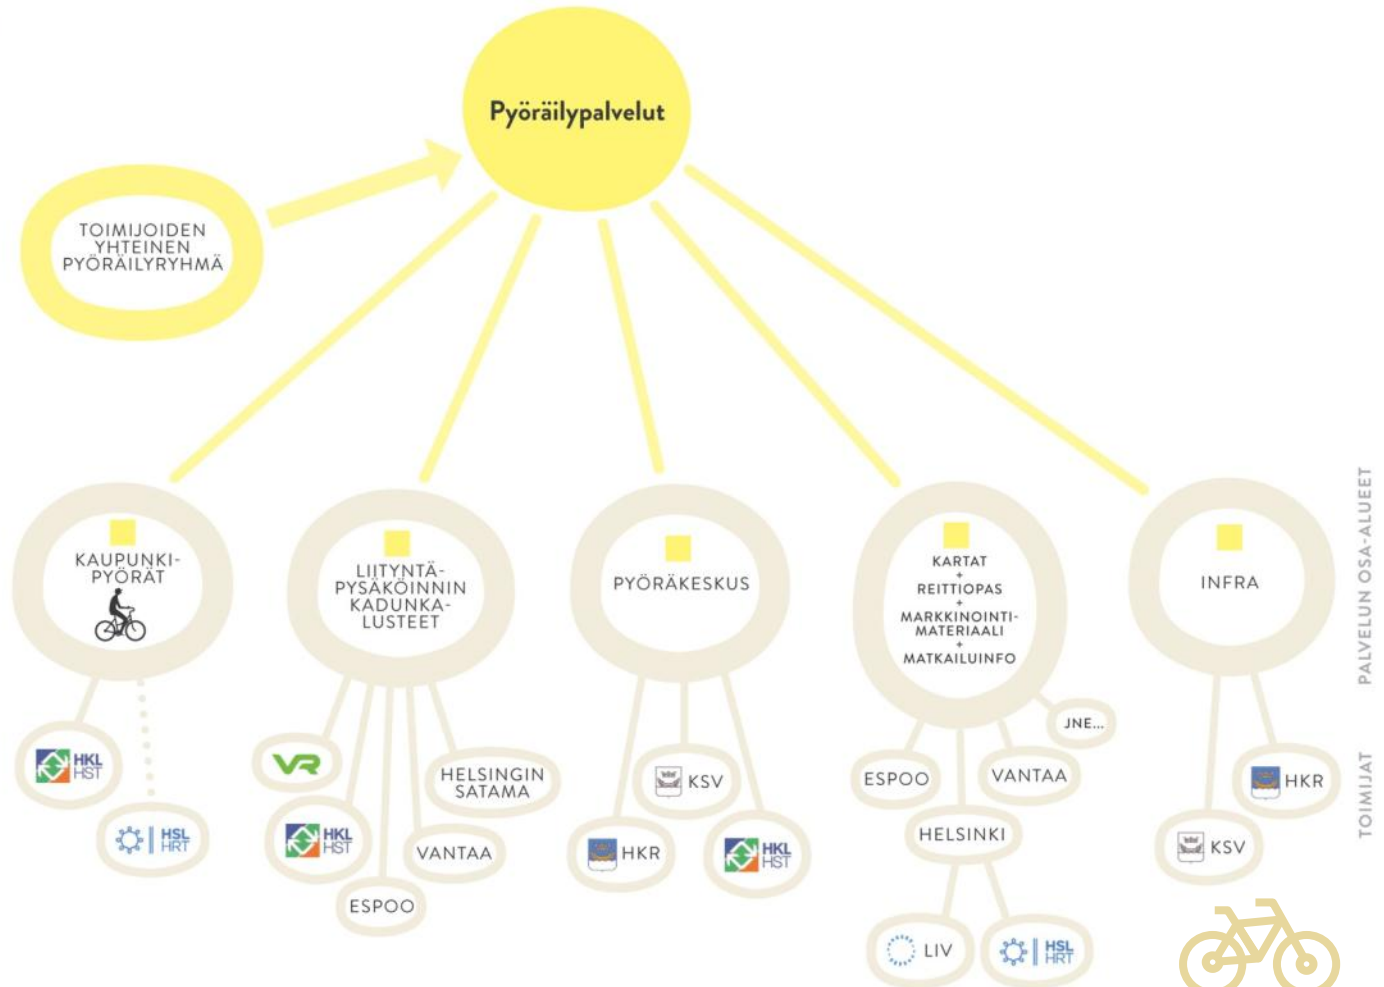 Pyöräilypalvelut
TOIMIJOIDEN
YHTEINEN
PYÖRÄILYRYHMÄ
KAUPUNKI-
PYÖRÄT
LIITYNTÄ-
PYSÄKÖINNIN
KADUNKA-
LUSTEET
PYÖRÄKESKUS
KARTAT
+
REITTIOPAS
+
MARKKINOINTI-
MATERIAALI
+
MATKAILUINFO
INFRA
PALVELUN OSA-ALUEET
HKL
HST
HSL
HRT
VR
HKL
HST
ESPOO
VANTAA
HELSINGIN
SATAMA
HKR
KSV
HKL
HST
ESPOO
HELSINKI
VANTAA
JNE...
LIV
HSL
HRT
KSV
HKR
TOIMIJAT